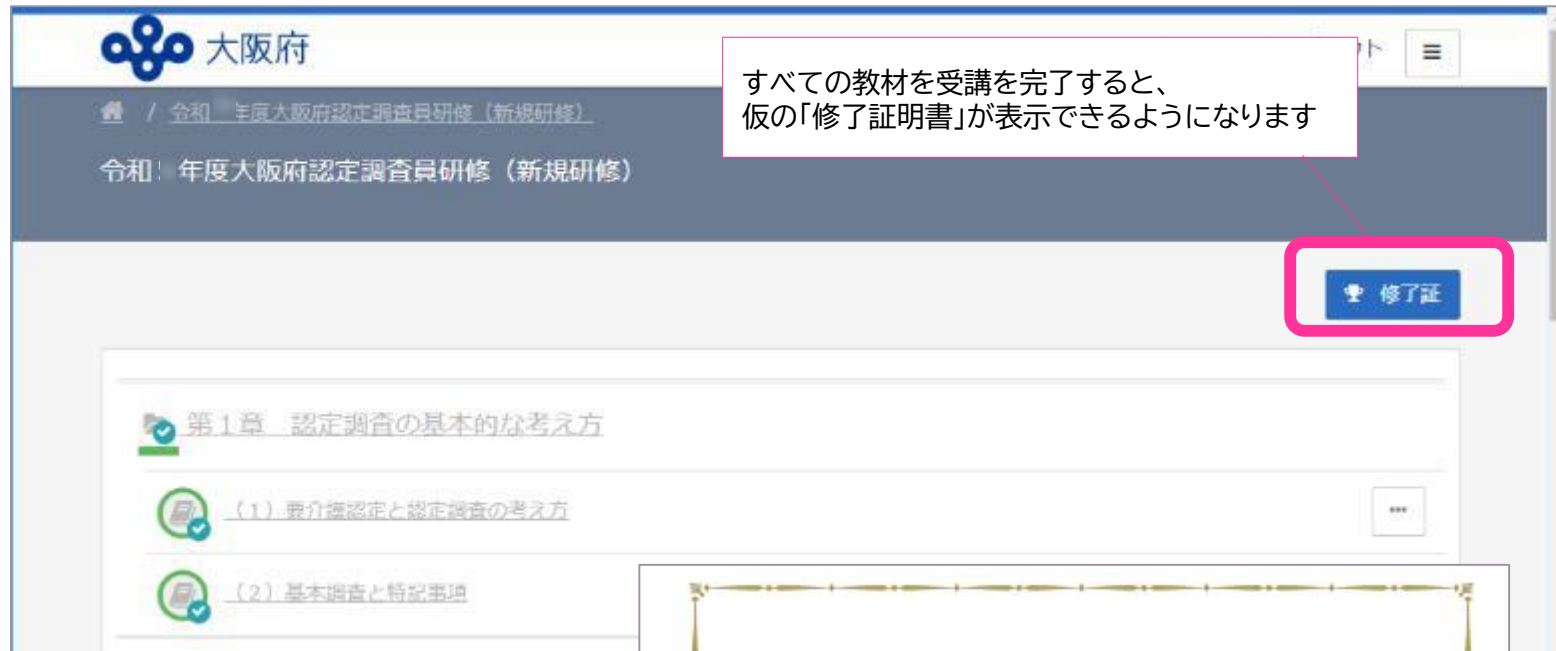 大阪府
ト
すべての教材を受講を完了すると、
仮の「修了証明書」が表示できるようになります
/ 令和 年度大阪府認定調査員研修（新規研修）
令和 年度大阪府認定調査員研修（新規研修）
修了証
第1章 認定調査の基本的な考え方
（1）要介護認定と認定調査の考え方
（2）基本調査と特記事項